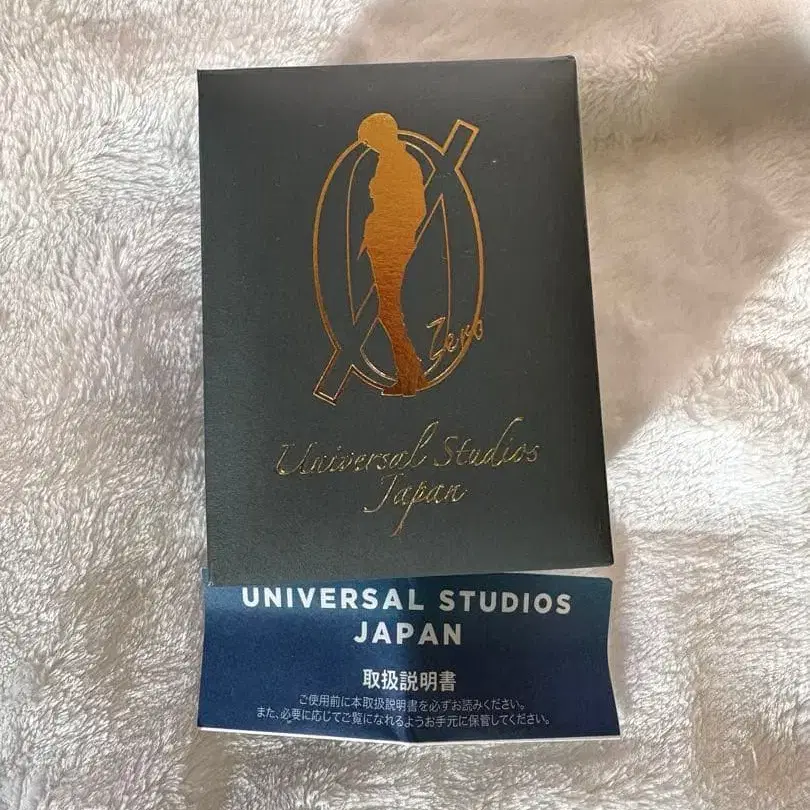 Zero
Universal Studios
Japan
UNIVERSAL STUDIOS
JAPAN
取扱説明書
ご使用前に本取扱説明書を必ずお読みください。
また、必要に応じてご覧になれるようお手元に保管してください。